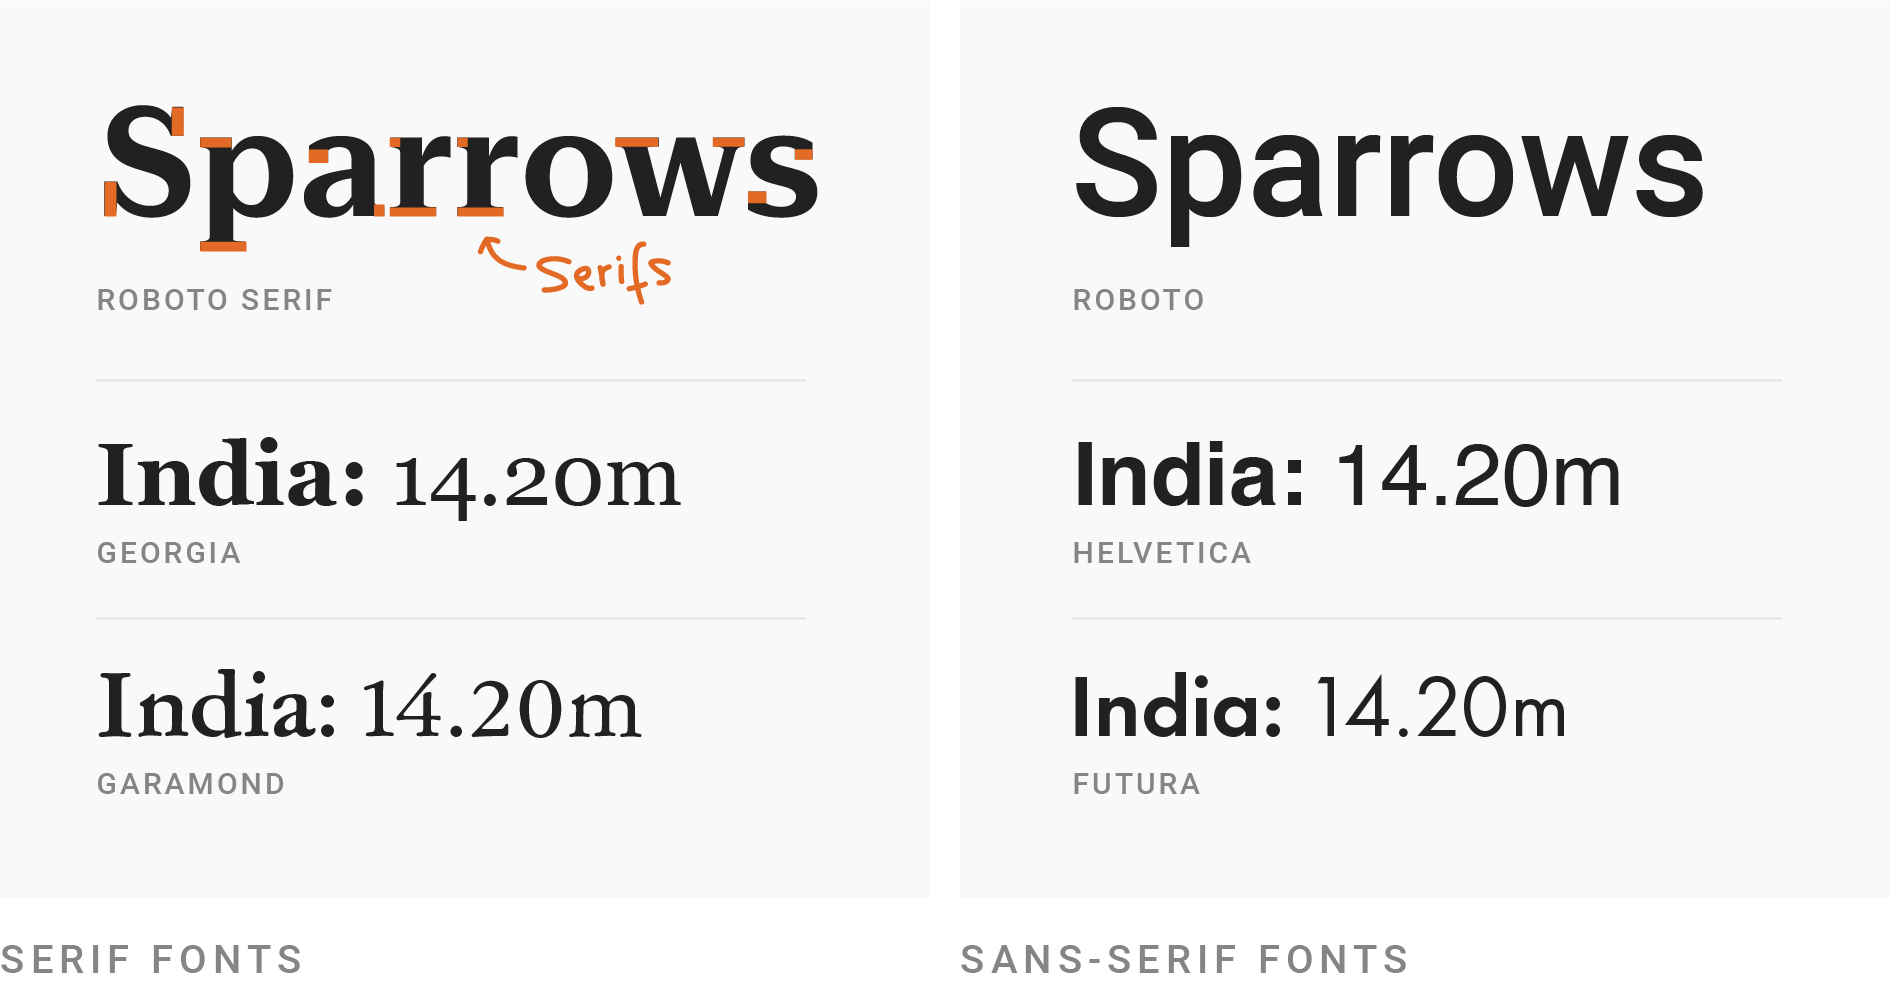 Sparrows
Serifs
ROBOTO SERIF
India: 14.20m
GEORGIA
India: 14.20m
GARAMOND
SERIF FONTS
Sparrows
ROBOTO
India: 14.20m
HELVETICA
India: 14.20m
FUTURA
SANS-SERIF FONTS